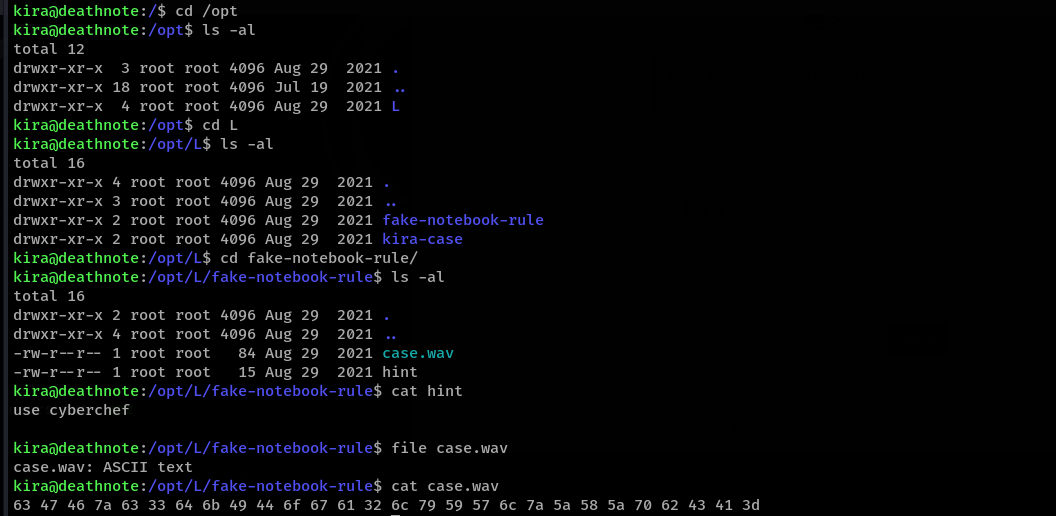 kira@deathnote:/$ cd /opt
kira@deathnote:/opt$ ls -al
total 12
drwxr-xr-x  3 root root 4096 Aug 29  2021 .
drwxr-xr-x 18 root root 4096 Jul 19  2021 ..
drwxr-xr-x  4 root root 4096 Aug 29  2021 L
kira@deathnote:/opt$ cd L
kira@deathnote:/opt/L$ ls -al
total 16
drwxr-xr-x 4 root root 4096 Aug 29  2021 .
drwxr-xr-x 3 root root 4096 Aug 29  2021 ..
drwxr-xr-x 2 root root 4096 Aug 29  2021 fake-notebook-rule
drwxr-xr-x 2 root root 4096 Aug 29  2021 kira-case
kira@deathnote:/opt/L$ cd fake-notebook-rule/
kira@deathnote:/opt/L/fake-notebook-rule$ ls -al
total 16
drwxr-xr-x 2 root root 4096 Aug 29  2021 .
drwxr-xr-x 4 root root 4096 Aug 29  2021 ..
-rw-r--r-- 1 root root   84 Aug 29  2021 case.wav
-rw-r--r-- 1 root root   15 Aug 29  2021 hint
kira@deathnote:/opt/L/fake-notebook-rule$ cat hint
use cyberchef
kira@deathnote:/opt/L/fake-notebook-rule$ file case.wav
case.wav: ASCII text
kira@deathnote:/opt/L/fake-notebook-rule$ cat case.wav
63 47 46 7a 63 33 64 6b 49 44 6f 67 61 32 6c 79 59 57 6c 7a 5a 58 5a 70 62 43 41 3d